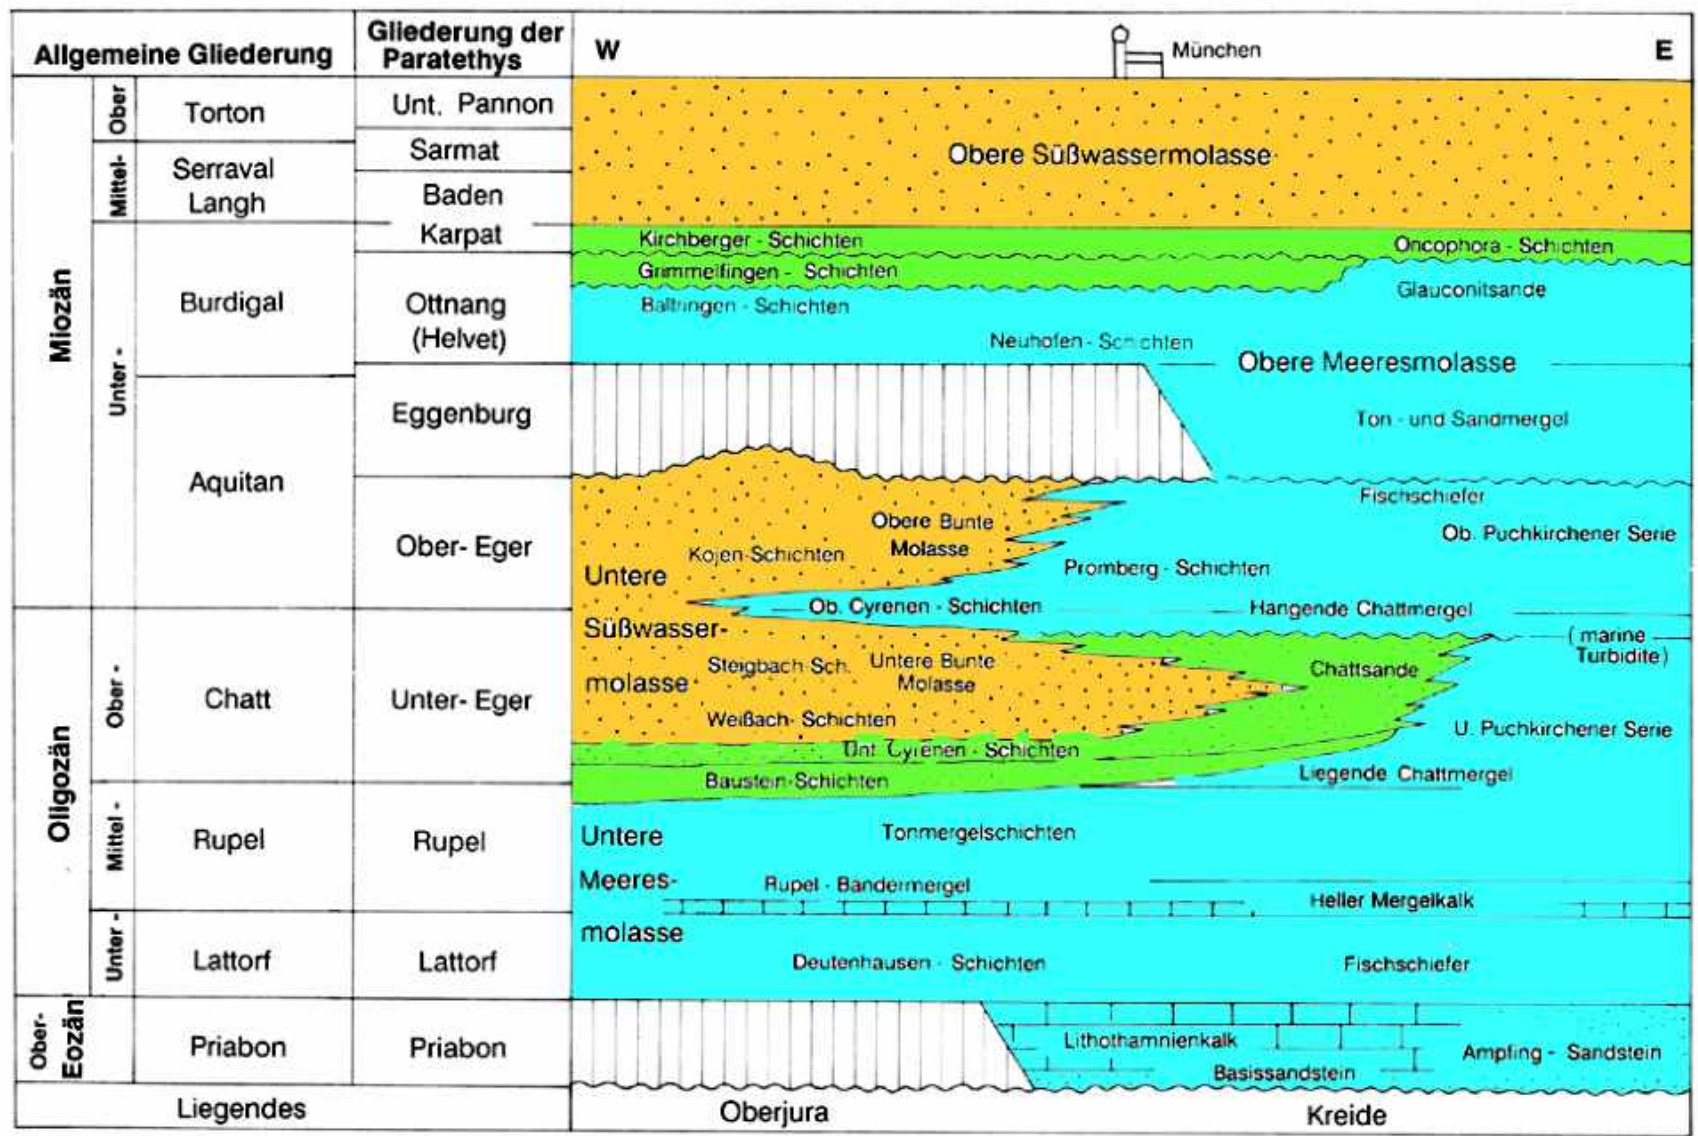 Allgemeine Gliederung
Gliederung der
Paratethys
W
München
E
Miozän
Ober
Torton
Unt. Pannon
Mittel-
Serraval
Langh
Sarmat
Baden
Obere Süßwassermolasse
Unter -
Burdigal
Karpat
Kirchberger - Schichten
Oncophora - Schichten
Grimmelfingen - Schichten
Ottnang
(Helvet)
Baltringen - Schichten
Glauconitsande
Neuhofen - Schichten
Obere Meeresmolasse
Aquitan
Eggenburg
Ton - und Sandmergel
Ober- Eger
Fischschiefer
Obere Bunte
Molasse
Ob. Puchkirchener Serie
Kojen-Schichten
Promberg - Schichten
Untere
Süßwasser-
molasse
Ob. Cyrenen - Schichten
Hangende Chattmergel
Oligozän
Ober -
Chatt
Unter- Eger
(marine
Turbidite)
Steigbach-Sch.
Untere Bunte
Molasse
Chattsande
Weißach- Schichten
U. Puchkirchener Serie
Unt. Cyrenen - Schichten
Baustein-Schichten
Liegende Chattmergel
Mittel -
Rupel
Rupel
Untere
Meeres-
molasse
Tonmergelschichten
Rupel - Bändermergel
Heller Mergelkalk
Unter -
Lattorf
Lattorf
Deutenhausen - Schichten
Fischschiefer
Ober-
Eozän
Priabon
Priabon
Lithothamnienkalk
Ampfing - Sandstein
Basissandstein
Liegendes
Oberjura
Kreide